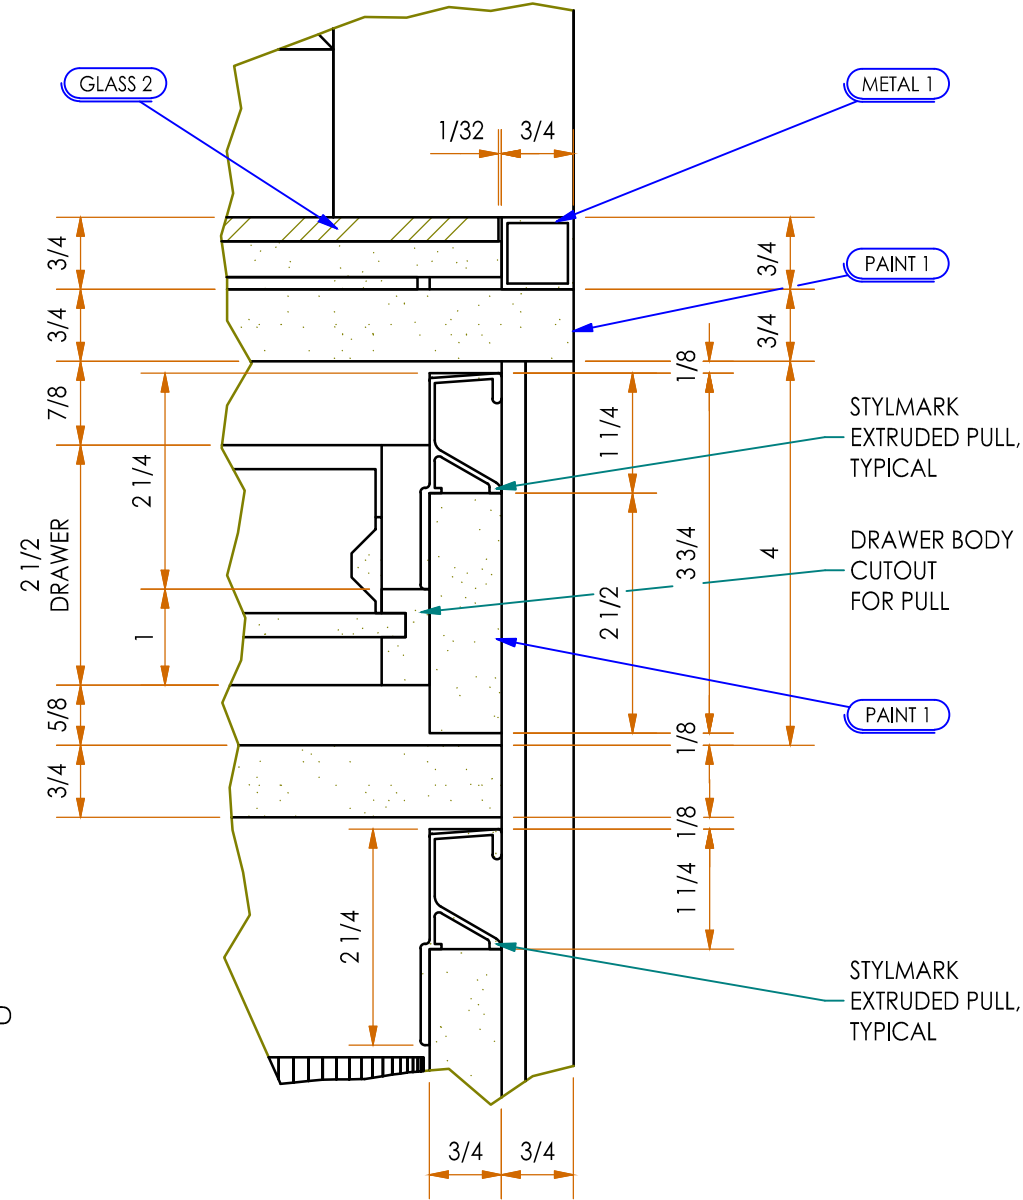 GLASS 2
METAL 1
1/32
3/4
3/4
3/4
PAINT 1
3/4
3/4
1/8
7/8
STYLMARK
EXTRUDED PULL,
TYPICAL
1 1/4
2 1/4
2 1/2
DRAWER
3 3/4
4
DRAWER BODY
CUTOUT
FOR PULL
2 1/2
1
5/8
PAINT 1
1/8
3/4
1/8
1 1/4
2 1/4
STYLMARK
EXTRUDED PULL,
TYPICAL
D
3/4
3/4